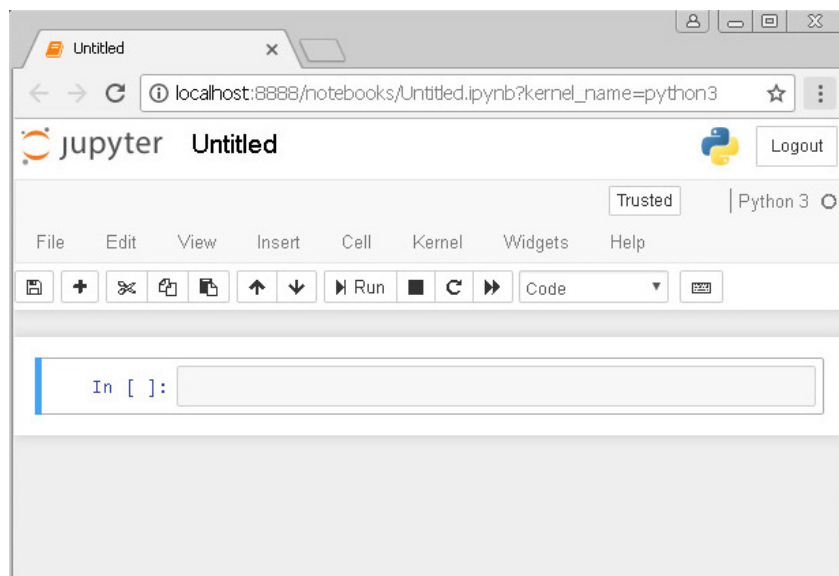 Untitled
localhost:8888/notebooks/Untitled.ipynb?kernel_name=python3
jupyter Untitled Logout
Trusted Python 3
File Edit View Insert Cell Kernel Widgets Help
Run Code
In [ ]: